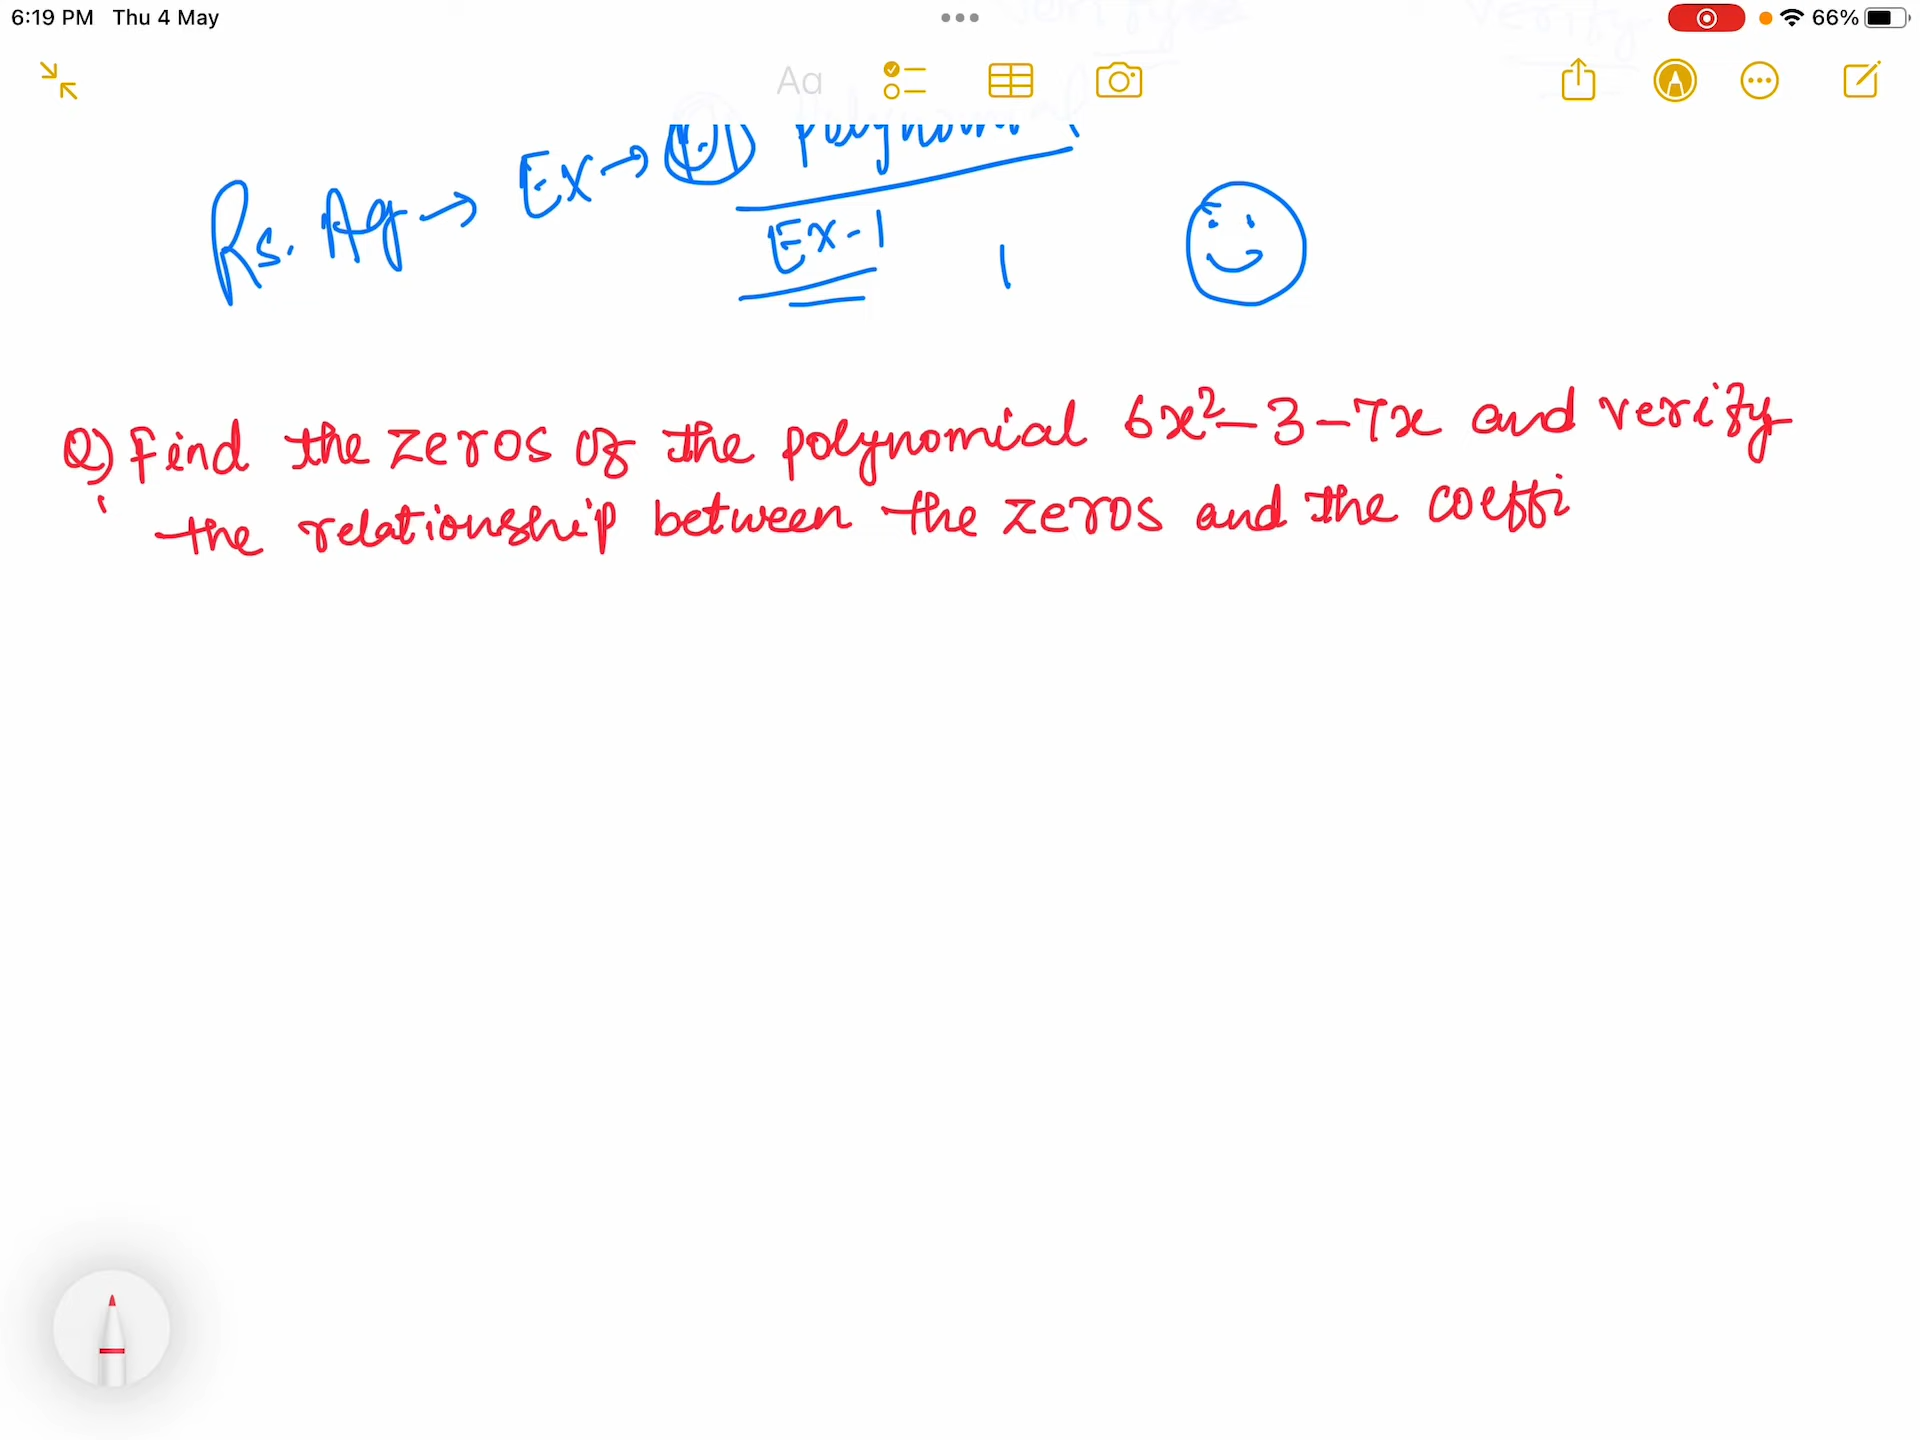 6:19 PM Thu 4 May
66%
Aa
Rs. Ag → Ex →
Ex-1
1
Q) Find the zeros of the polynomial 6x²-3-7x and verify
the relationship between the zeros and the coeffi